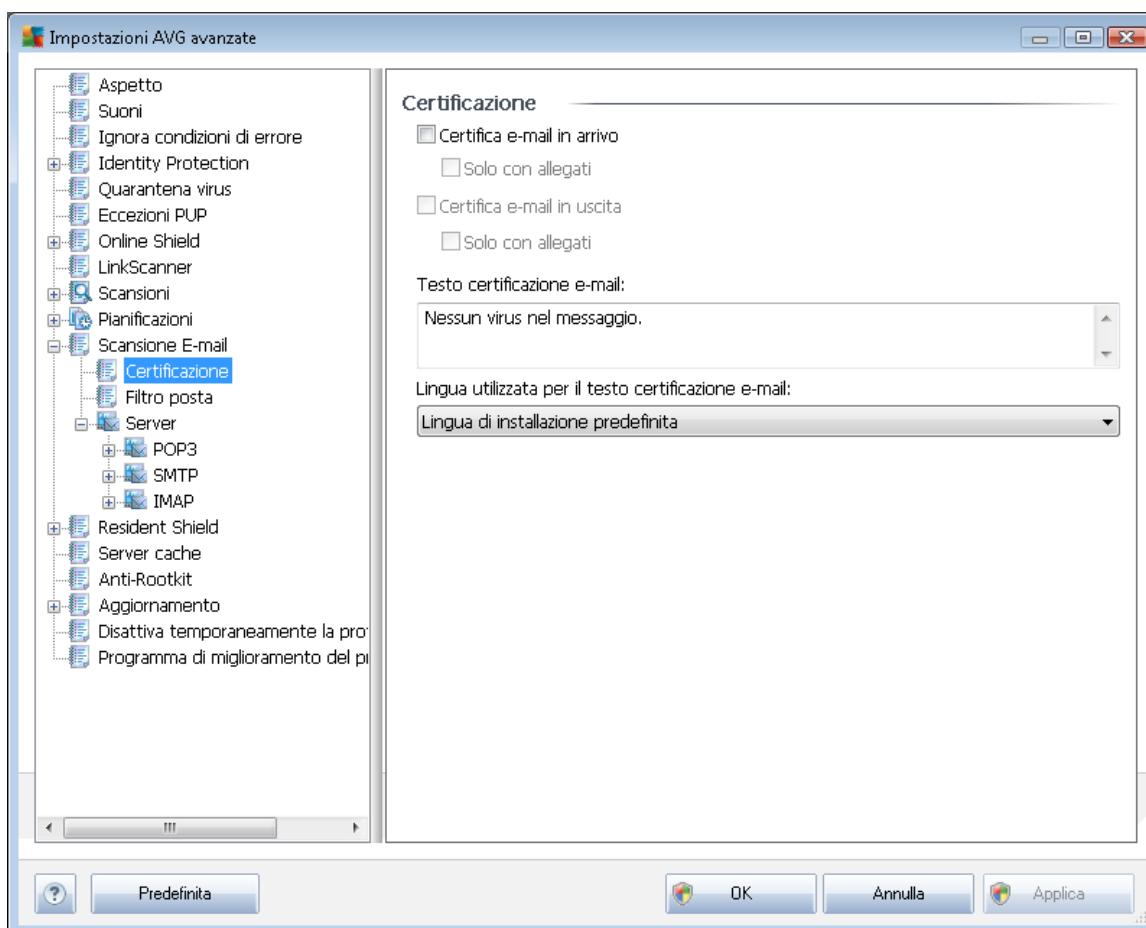 Impostazioni AVG avanzate
Aspetto
Suoni
Ignora condizioni di errore
Identity Protection
Quarantena virus
Eccezioni PUP
Online Shield
LinkScanner
Scansioni
Pianificazioni
Scansione E-mail
Certificazione
Filtro posta
Server
POP3
SMTP
IMAP
Resident Shield
Server cache
Anti-Rootkit
Aggiornamento
Disattiva temporaneamente la
Programma di miglioramento del
Certificazione
Certifica e-mail in arrivo
Solo con allegati
Certifica e-mail in uscita
Solo con allegati
Testo certificazione e-mail:
Nessun virus nel messaggio.
Lingua utilizzata per il testo certificazione e-mail:
Lingua di installazione predefinita
?
Predefinita
OK
Annulla
Applica